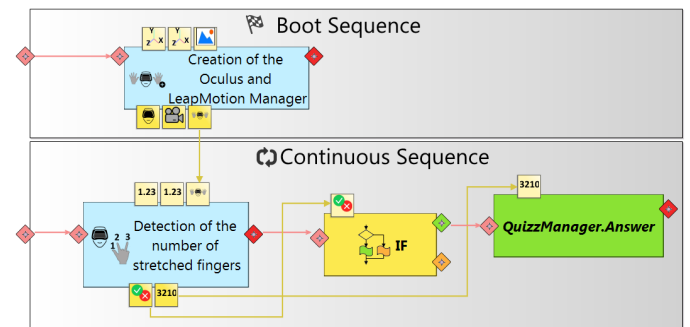 Boot Sequence
Y Y
Z X Z X
Creation of the
Oculus and
LeapMotion Manager
Continuous Sequence
1.23 1.23
3210
Detection of the
number of
stretched fingers
1 2 3
IF
QuizzManager.Answer
3210